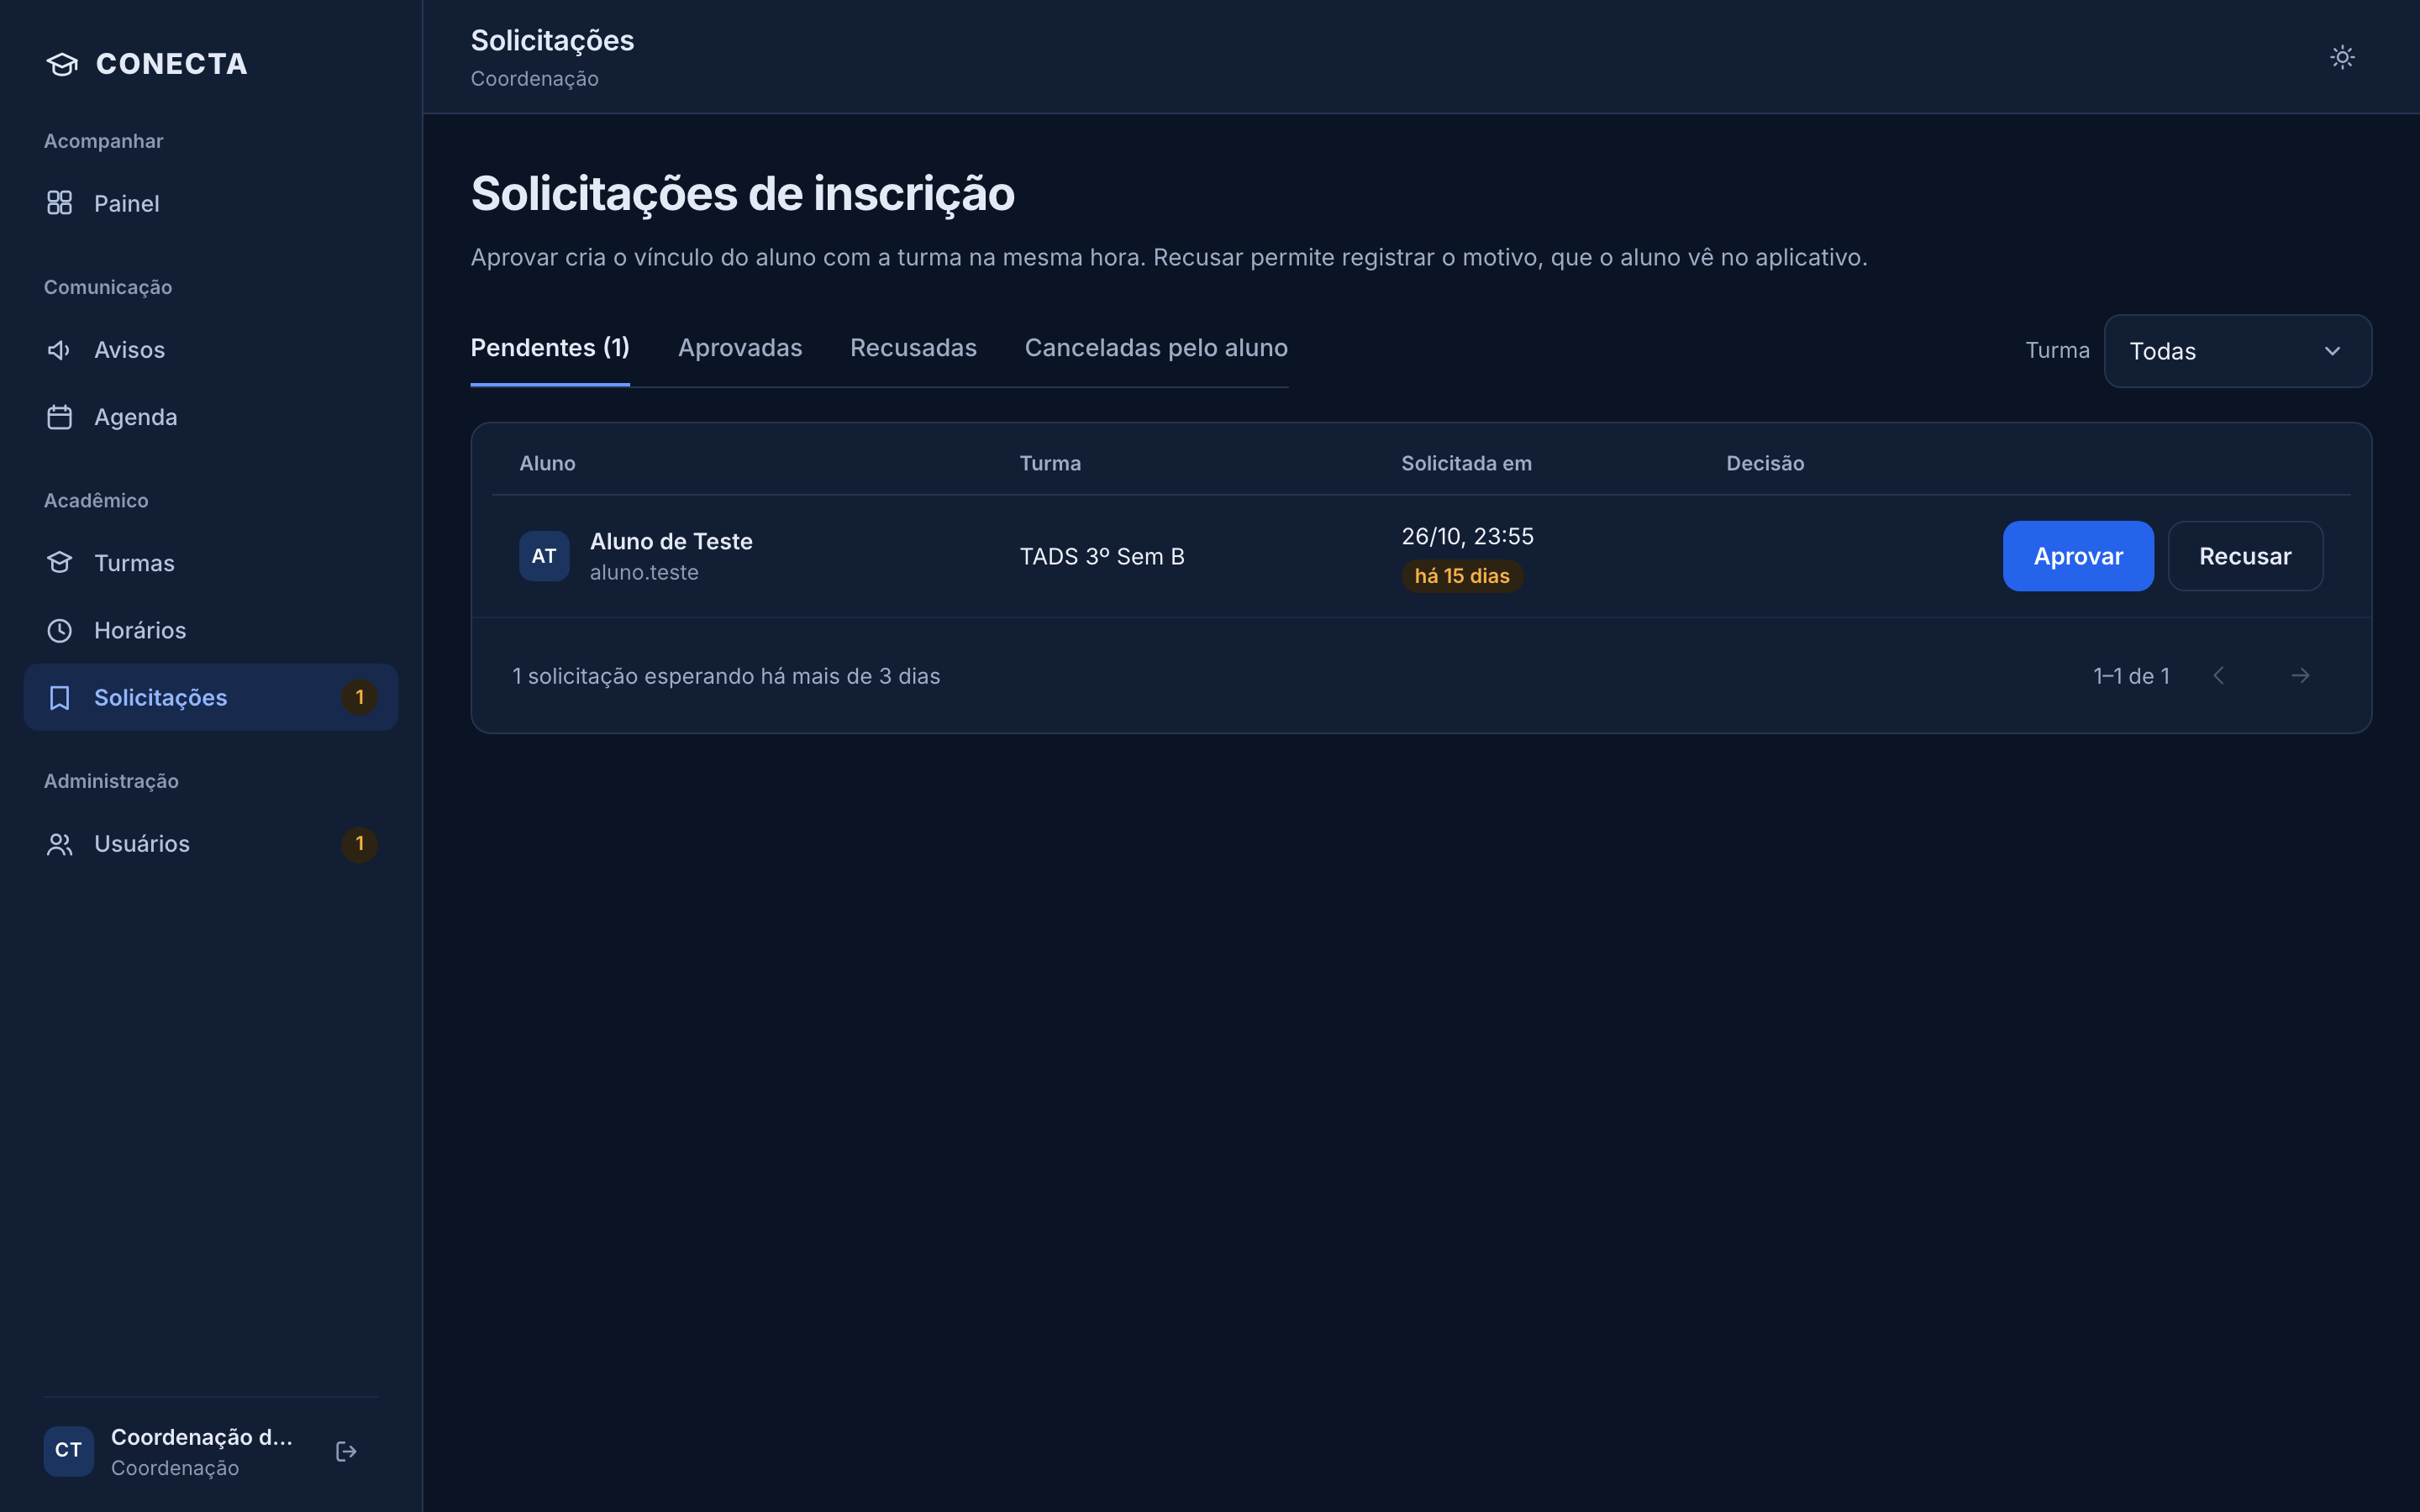 CONECTA
Acompanhar
Painel
Comunicação
Avisos
Agenda
Acadêmico
Turmas
Horários
Solicitações 1
Administração
Usuários 1
CT
Coordenação d...
Coordenação
Solicitações
Coordenação
Solicitações de inscrição
Aprovar cria o vínculo do aluno com a turma na mesma hora. Recusar permite registrar o motivo, que o aluno vê no aplicativo.
Pendentes (1) Aprovadas Recusadas Canceladas pelo aluno Turma Todas
Aluno Turma Solicitada em Decisão
AT
Aluno de Teste
aluno.teste
TADS 3º Sem B
26/10, 23:55
há 15 dias
Aprovar Recusar
1 solicitação esperando há mais de 3 dias 1–1 de 1